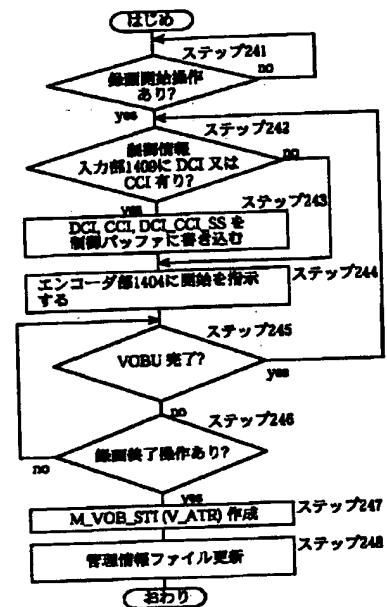 はじめ
ステップ241
録画開始操作
あり?
no
yes
ステップ242
制御情報
入力部1409に DCI 又は
CCI 有り?
no
yes
ステップ243
DCI, CCI, DCI_CCI_SS を
制御バッファに書き込む
エンコーダ部1404に開始を指示
する
ステップ244
ステップ245
VOBU 完了?
yes
no
ステップ246
録画終了操作あり?
no
yes
ステップ247
M_VOB_STI (V_ATR) 作成
ステップ248
管理情報ファイル更新
おわり